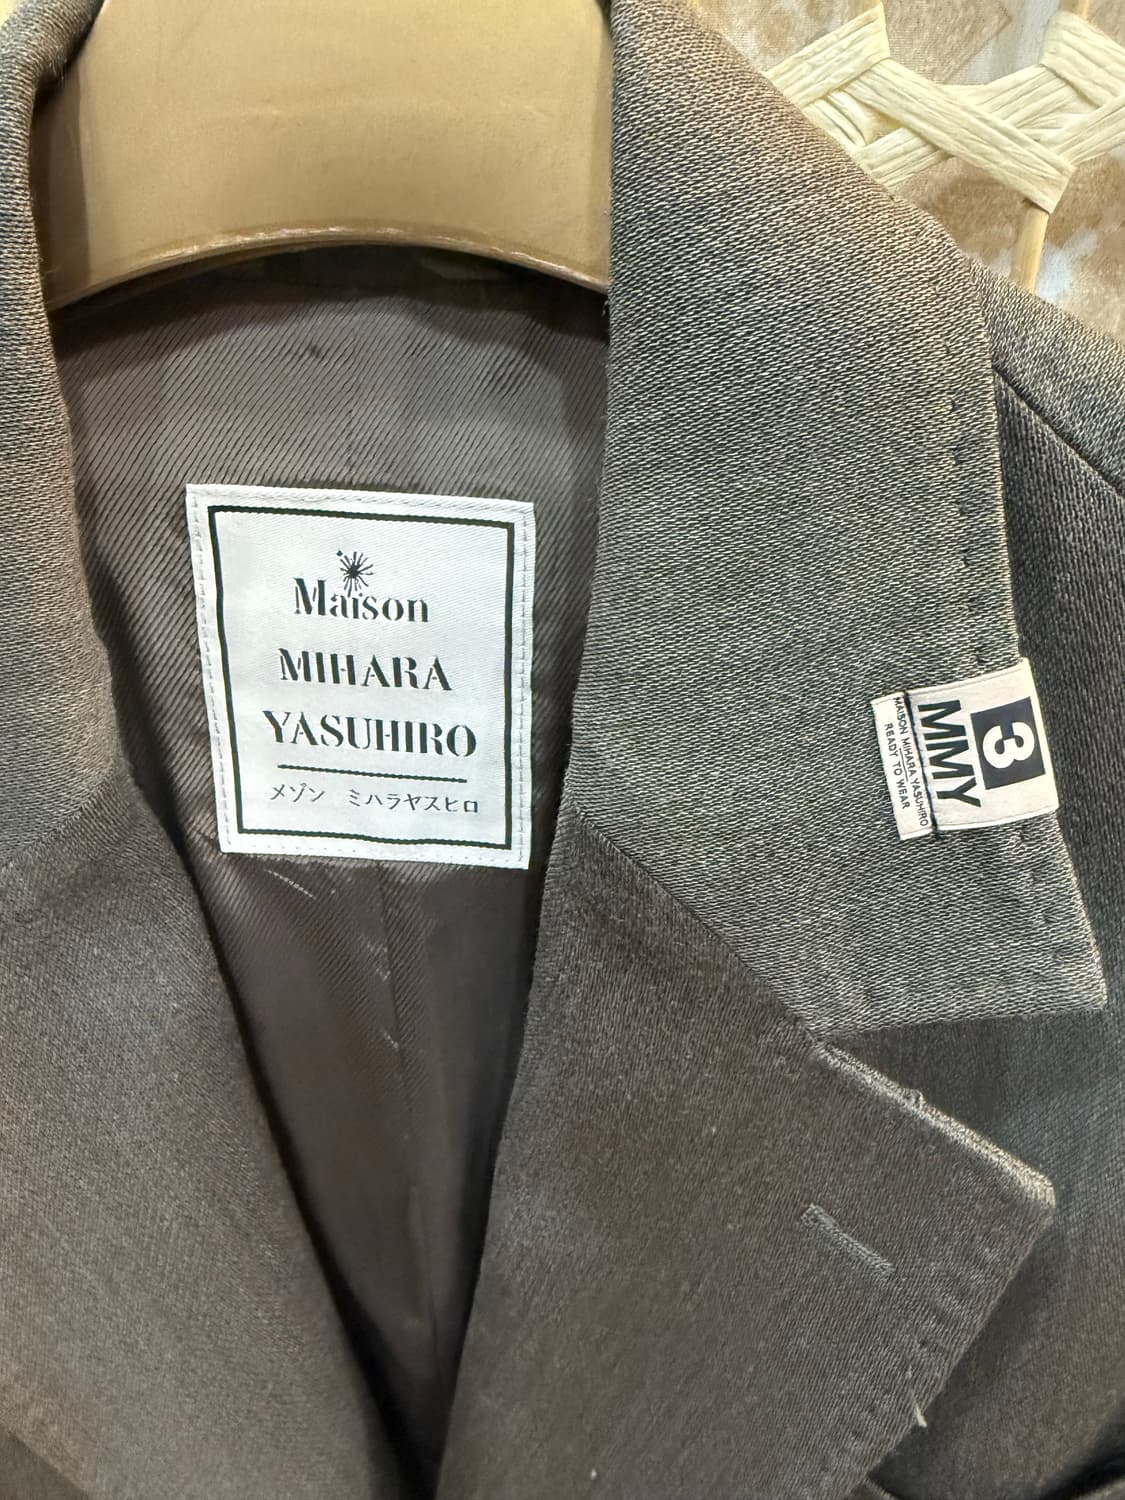 Maison
MIHARA
YASUHIRO
メゾン ミハラヤスヒロ
3
MMY
MAISON MIHARA YASUHIRO
READY TO WEAR